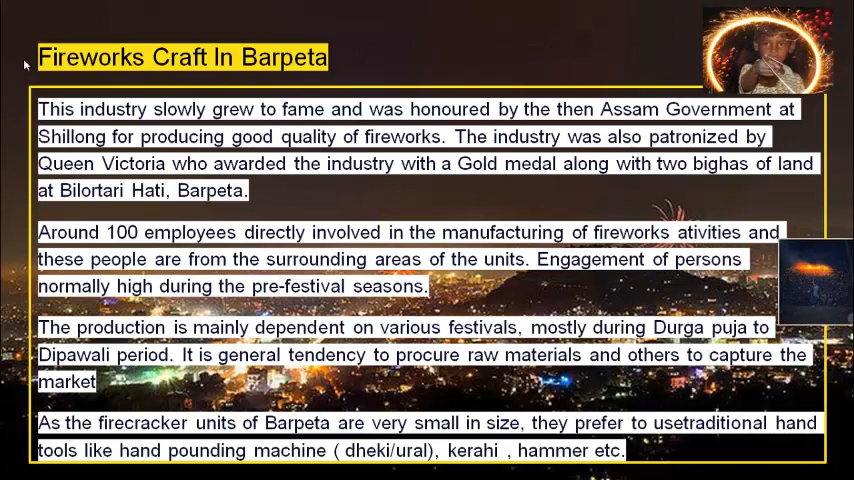 Fireworks Craft In Barpeta
This industry slowly grew to fame and was honoured by the then Assam Government at
Shillong for producing good quality of fireworks. The industry was also patronized by
Queen Victoria who awarded the industry with a Gold medal along with two bighas of land
at Bilortari Hati, Barpeta.
Around 100 employees directly involved in the manufacturing of fireworks ativities and
these people are from the surrounding areas of the units. Engagement of persons
normally high during the pre-festival seasons.
The production is mainly dependent on various festivals, mostly during Durga puja to
Dipawali period. It is general tendency to procure raw materials and others to capture the
market
As the firecracker units of Barpeta are very small in size, they prefer to usetraditional hand
tools like hand pounding machine ( dheki/ural), kerahi , hammer etc.